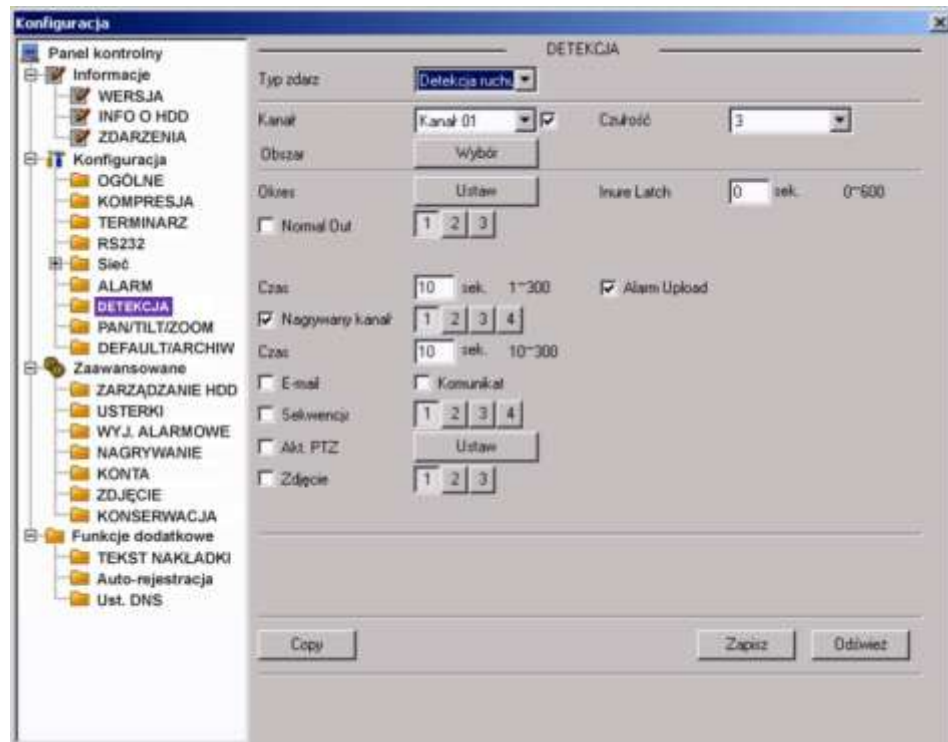 Konfiguracja
Panel kontrolny
Informacje
WERSJA
INFO O HDD
ZDARZENIA
Konfiguracja
OGÓLNE
KOMPRESJA
TERMINARZ
RS232
Sieć
ALARM
DETEKCJA
PAN/TILT/ZOOM
DEFAULT/ARCHIW
Zaawansowane
ZARZĄDZANIE HDD
USTERKI
WYJ. ALARMOWE
NAGRYWANIE
KONTA
ZDJĘCIE
KONSERWACJA
Funkcje dodatkowe
TEKST NAKŁADKI
Auto-rejestracja
Ust. DNS
DETEKCJA
Typ zdarz Detekcja ruchu
Kanał Kanał 01 Czułość 3
Obszar Wybór
Okres Ustaw Inure Latch 0 sek. 0~600
Normal Out 1 2 3
Czas 10 sek. 1~300 Alarm Upload
Nagrywany kanał 1 2 3 4
Czas 10 sek. 10~300
E-mail Komunikat
Sekwencja 1 2 3 4
Akt. PTZ Ustaw
Zdjęcie 1 2 3
Copy Zapisz Odśwież